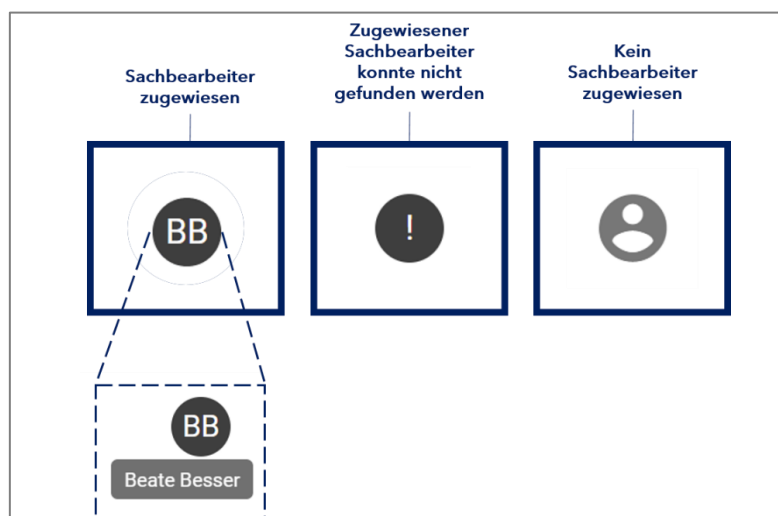 Sachbearbeiter
zugewiesen
Zugewiesener
Sachbearbeiter
konnte nicht
gefunden werden
Kein
Sachbearbeiter
zugewiesen
BB
!
BB
Beate Besser